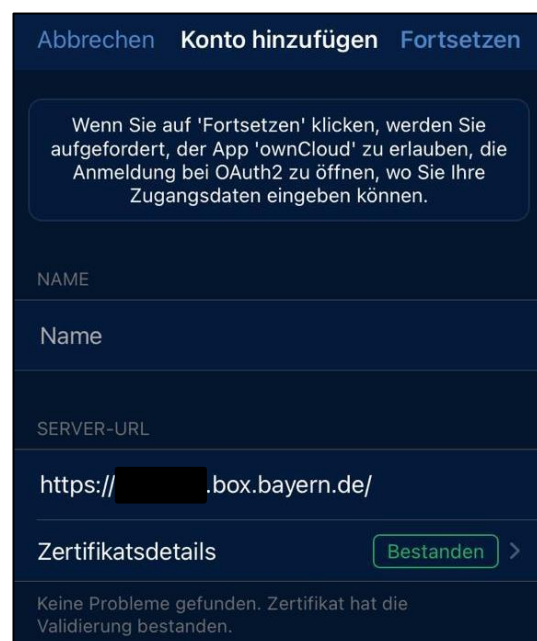 Abbrechen Konto hinzufügen Fortsetzen
Wenn Sie auf 'Fortsetzen' klicken, werden Sie
aufgefordert, der App 'ownCloud' zu erlauben, die
Anmeldung bei OAuth2 zu öffnen, wo Sie Ihre
Zugangsdaten eingeben können.
NAME
Name
SERVER-URL
https:// .box.bayern.de/
Zertifikatsdetails Bestanden >
Keine Probleme gefunden. Zertifikat hat die
Validierung bestanden.